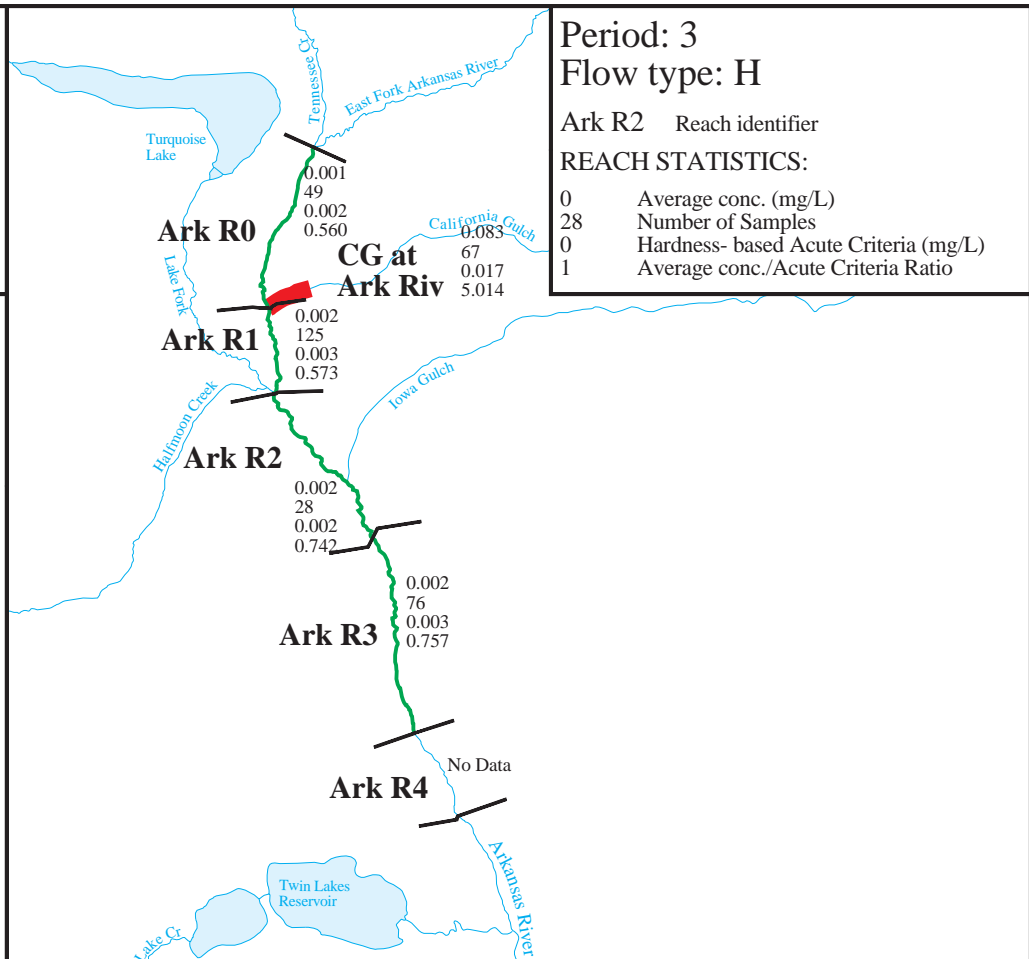 Period: 3
Flow type: H
Ark R2 Reach identifier
REACH STATISTICS:
0 Average conc. (mg/L)
28 Number of Samples
0 Hardness- based Acute Criteria (mg/L)
1 Average conc./Acute Criteria Ratio
Tennessee Cr.
East Fork Arkansas River
Turquoise
Lake
0.001
49
0.002
0.560
Ark R0
California Gulch
0.083
67
0.017
5.014
CG at
Ark Riv
Lake Fork
0.002
125
0.003
0.573
Ark R1
Iowa Gulch
Halfmoon Creek
Ark R2
0.002
28
0.002
0.742
0.002
76
0.003
0.757
Ark R3
No Data
Ark R4
Arkansas River
Twin Lakes
Reservoir
Lake Cr